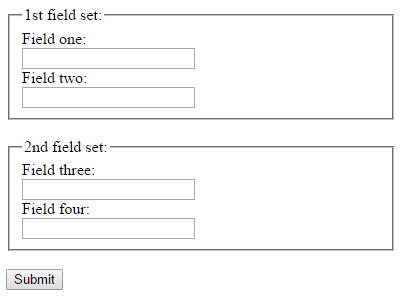 1st field set:
Field one:
Field two:
2nd field set:
Field three:
Field four:
Submit